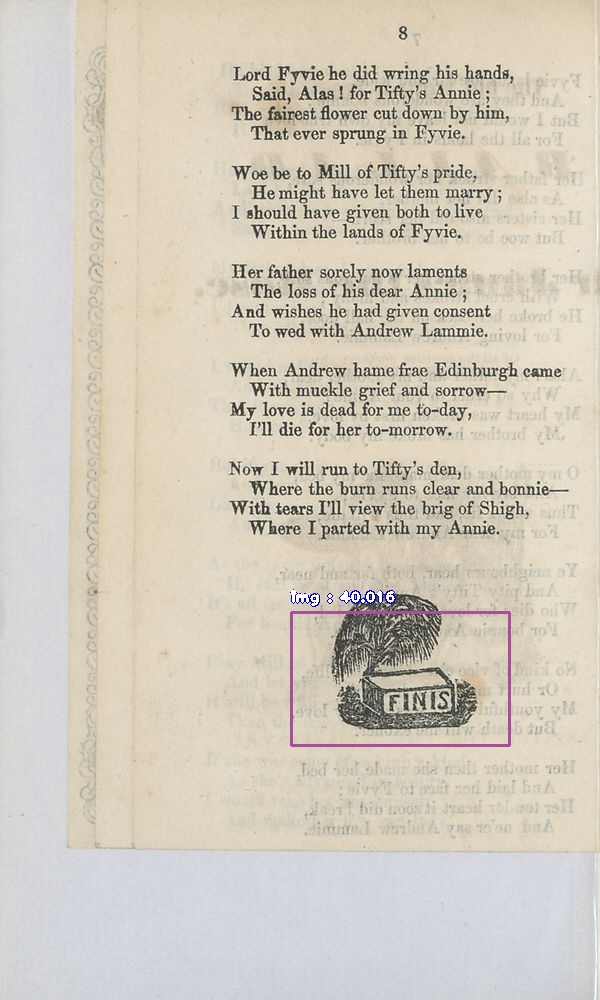 8
Lord Fyvie he did wring his hands,
Said, Alas! for Tifty's Annie;
The fairest flower cut down by him,
That ever sprung in Fyvie.
Woe be to Mill of Tifty's pride,
He might have let them marry;
I should have given both to live
Within the lands of Fyvie.
Her father sorely now laments
The loss of his dear Annie;
And wishes he had given consent
To wed with Andrew Lammie.
When Andrew hame frae Edinburgh came
With muckle grief and sorrow—
My love is dead for me to-day,
I'll die for her to-morrow.
Now I will run to Tifty's den,
Where the burn runs clear and bonnie—
With tears I'll view the brig of Shigh,
Where I parted with my Annie.
img : 40.016
FINIS